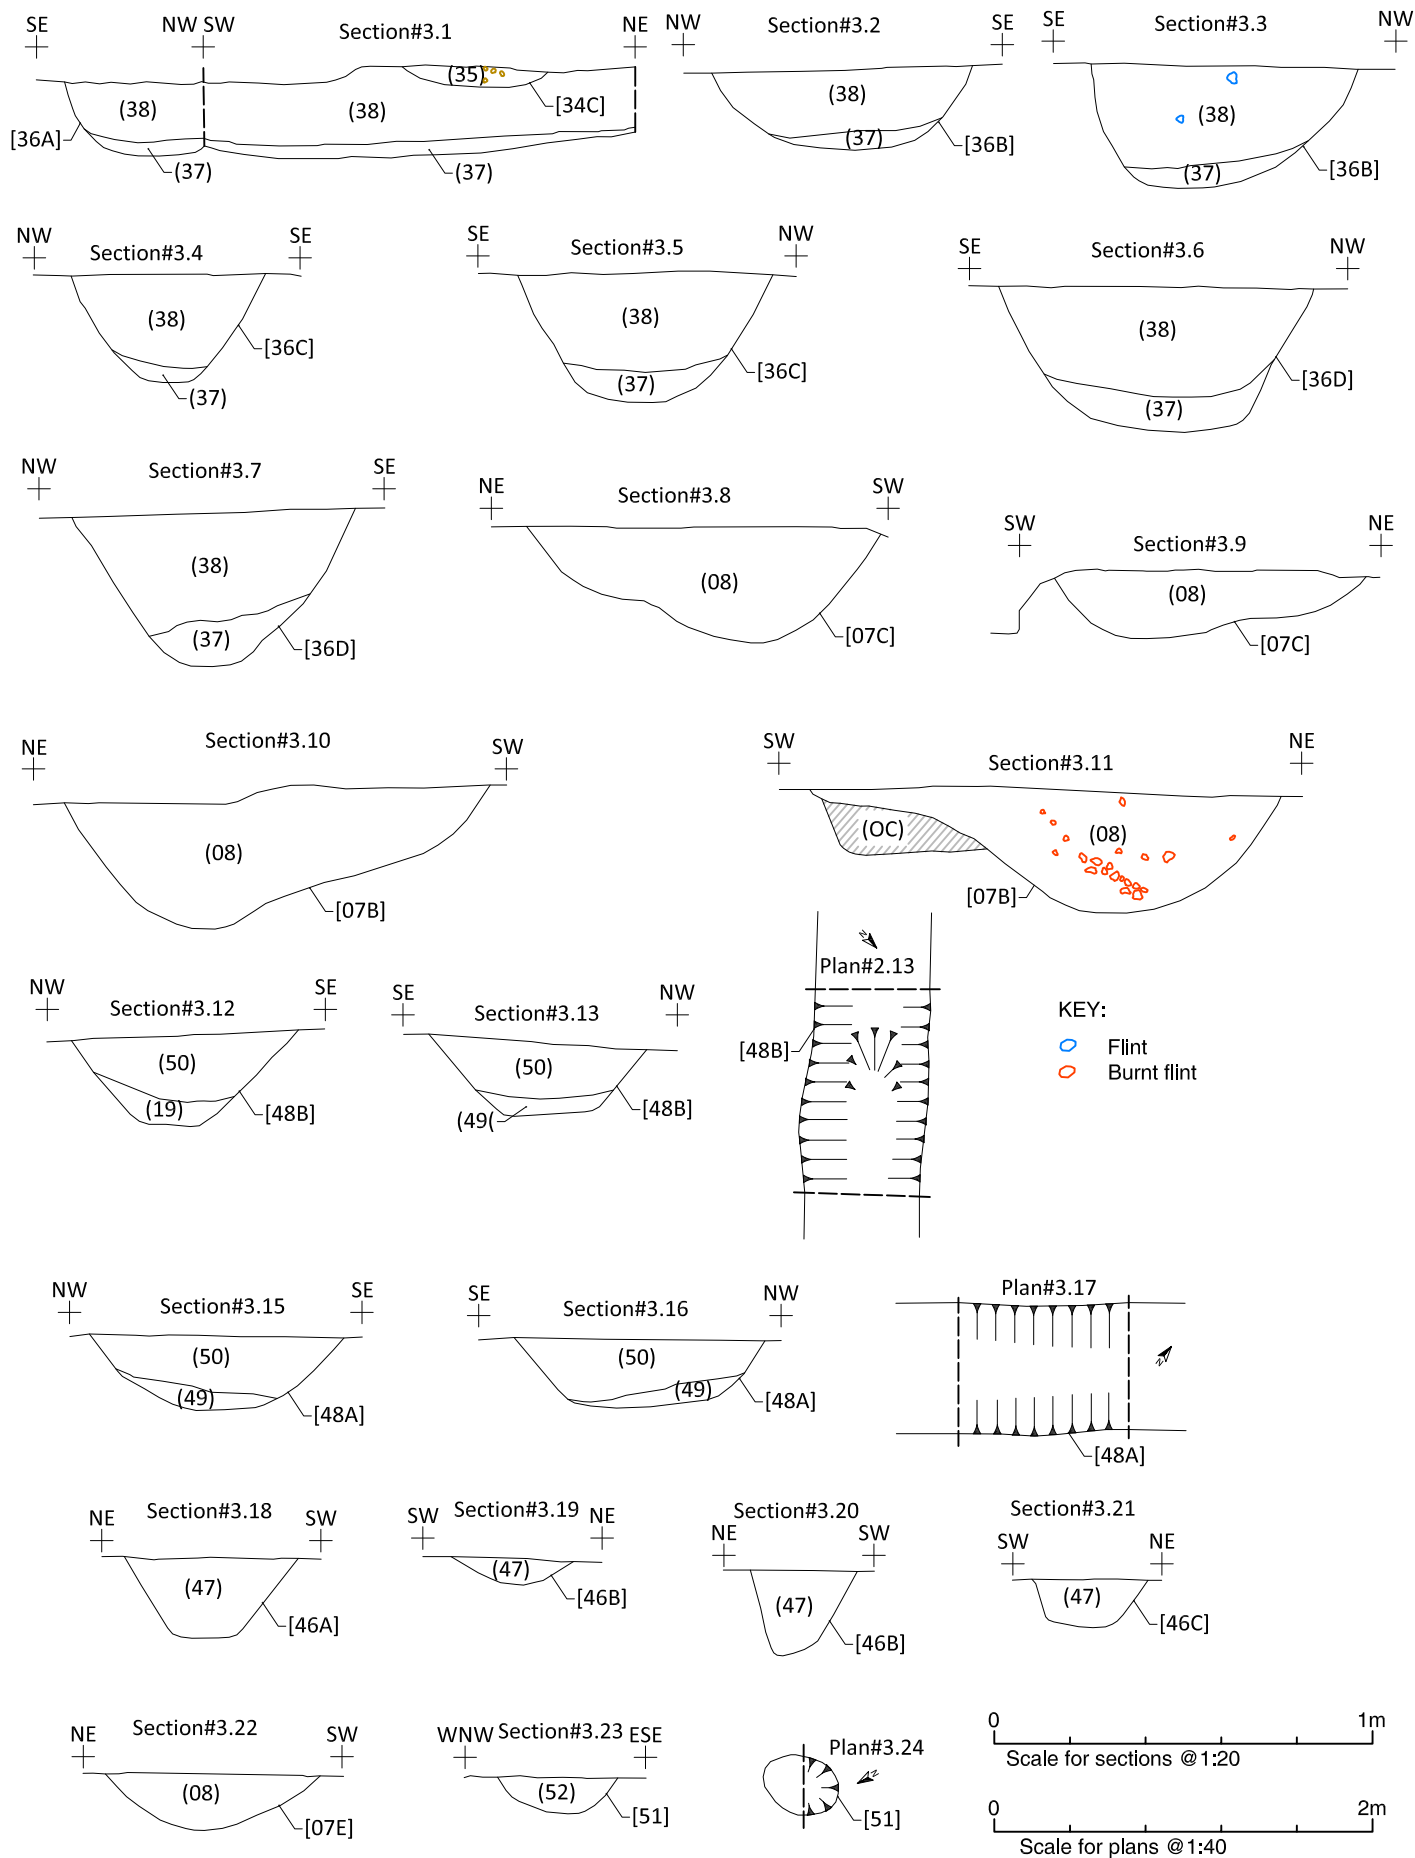 SE NW SW Section#3.1 NE
(35)
(38) (38) [34C]
[36A]
(37) (37)
NW Section#3.2 SE
(38)
(37) [36B]
SE Section#3.3 NW
(38)
(37) [36B]
NW Section#3.4 SE
(38)
[36C]
(37)
SE Section#3.5 NW
(38)
(37) [36C]
SE Section#3.6 NW
(38)
[36D]
(37)
NW Section#3.7 SE
(38)
(37) [36D]
NE Section#3.8 SW
(08)
[07C]
SW Section#3.9 NE
(08)
[07C]
NE Section#3.10 SW
(08)
[07B]
SW Section#3.11 NE
(OC) (08)
[07B]
NW Section#3.12 SE
(50)
(19) [48B]
SE Section#3.13 NW
(50)
(49( [48B]
N
Plan#2.13
[48B]
KEY:
Flint
Burnt flint
NW Section#3.15 SE
(50)
(49) [48A]
SE Section#3.16 NW
(50)
(49) [48A]
Plan#3.17
N
[48A]
NE Section#3.18 SW
(47)
[46A]
SW Section#3.19 NE
(47)
[46B]
NE Section#3.20 SW
(47)
[46B]
SW Section#3.21 NE
(47)
[46C]
NE Section#3.22 SW
(08)
[07E]
WNW Section#3.23 ESE
(52)
[51]
Plan#3.24
N
[51]
0 1m
Scale for sections @1:20
0 2m
Scale for plans @1:40